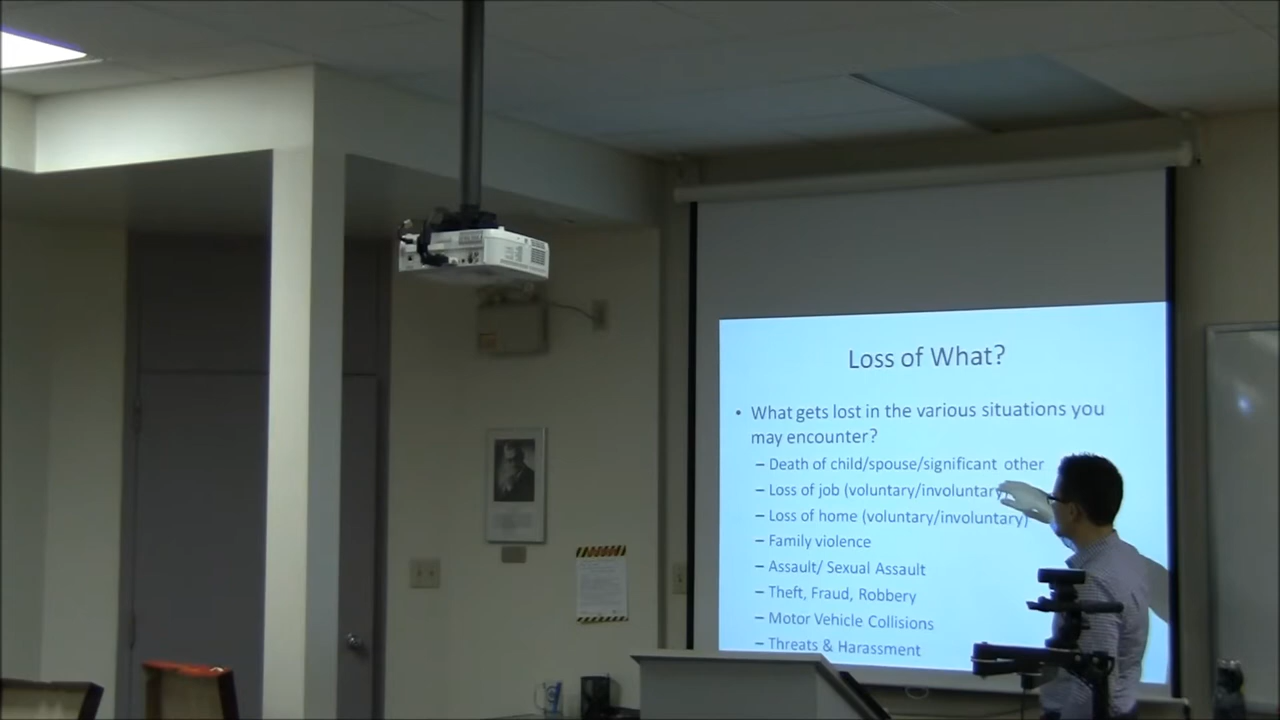 Loss of What?
• What gets lost in the various situations you
may encounter?
– Death of child/spouse/significant other
– Loss of job (voluntary/involuntary)
– Loss of home (voluntary/involuntary)
– Family violence
– Assault/ Sexual Assault
– Theft, Fraud, Robbery
– Motor Vehicle Collisions
– Threats & Harassment